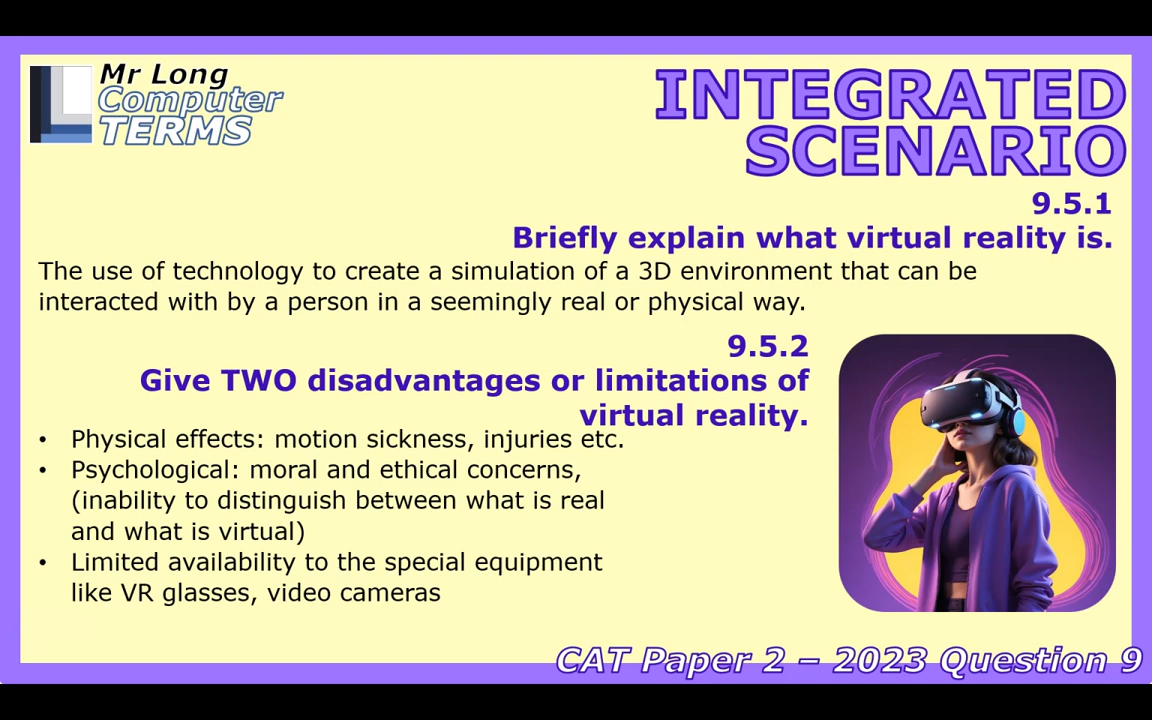 Mr Long
Computer
TERMS
INTEGRATED
SCENARIO
9.5.1
Briefly explain what virtual reality is.
The use of technology to create a simulation of a 3D environment that can be
interacted with by a person in a seemingly real or physical way.
9.5.2
Give TWO disadvantages or limitations of
virtual reality.
• Physical effects: motion sickness, injuries etc.
• Psychological: moral and ethical concerns,
(inability to distinguish between what is real
and what is virtual)
• Limited availability to the special equipment
like VR glasses, video cameras
CAT Paper 2 – 2023 Question 9